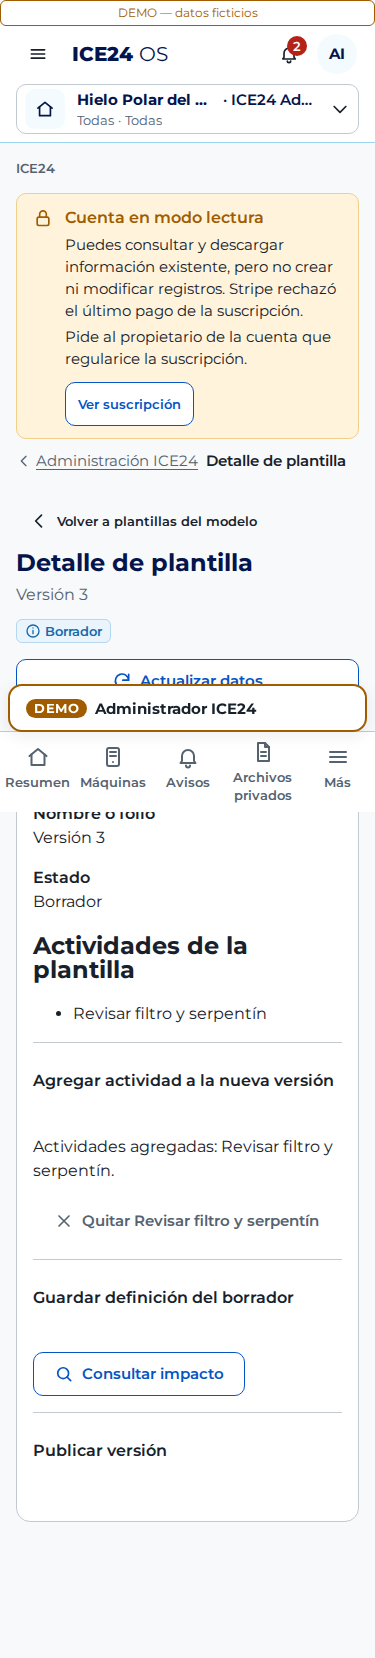 DEMO — datos ficticios
ICE24 OS
2
AI
Hielo Polar del ... · ICE24 Ad...
Todas · Todas
ICE24
Cuenta en modo lectura
Puedes consultar y descargar
información existente, pero no crear
ni modificar registros. Stripe rechazó
el último pago de la suscripción.
Pide al propietario de la cuenta que
regularice la suscripción.
Ver suscripción
Administración ICE24 Detalle de plantilla
Volver a plantillas del modelo
Detalle de plantilla
Versión 3
Borrador
Actualizar datos
DEMO Administrador ICE24
Resumen
Máquinas
Avisos
Archivos
privados
Más
Nombre o folio
Versión 3
Estado
Borrador
Actividades de la
plantilla
• Revisar filtro y serpentín
Agregar actividad a la nueva versión
Actividades agregadas: Revisar filtro y
serpentín.
Quitar Revisar filtro y serpentín
Guardar definición del borrador
Consultar impacto
Publicar versión